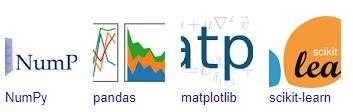 NumP
atp
scikit
lea
NumPy
pandas
matplotlib
scikit-learn